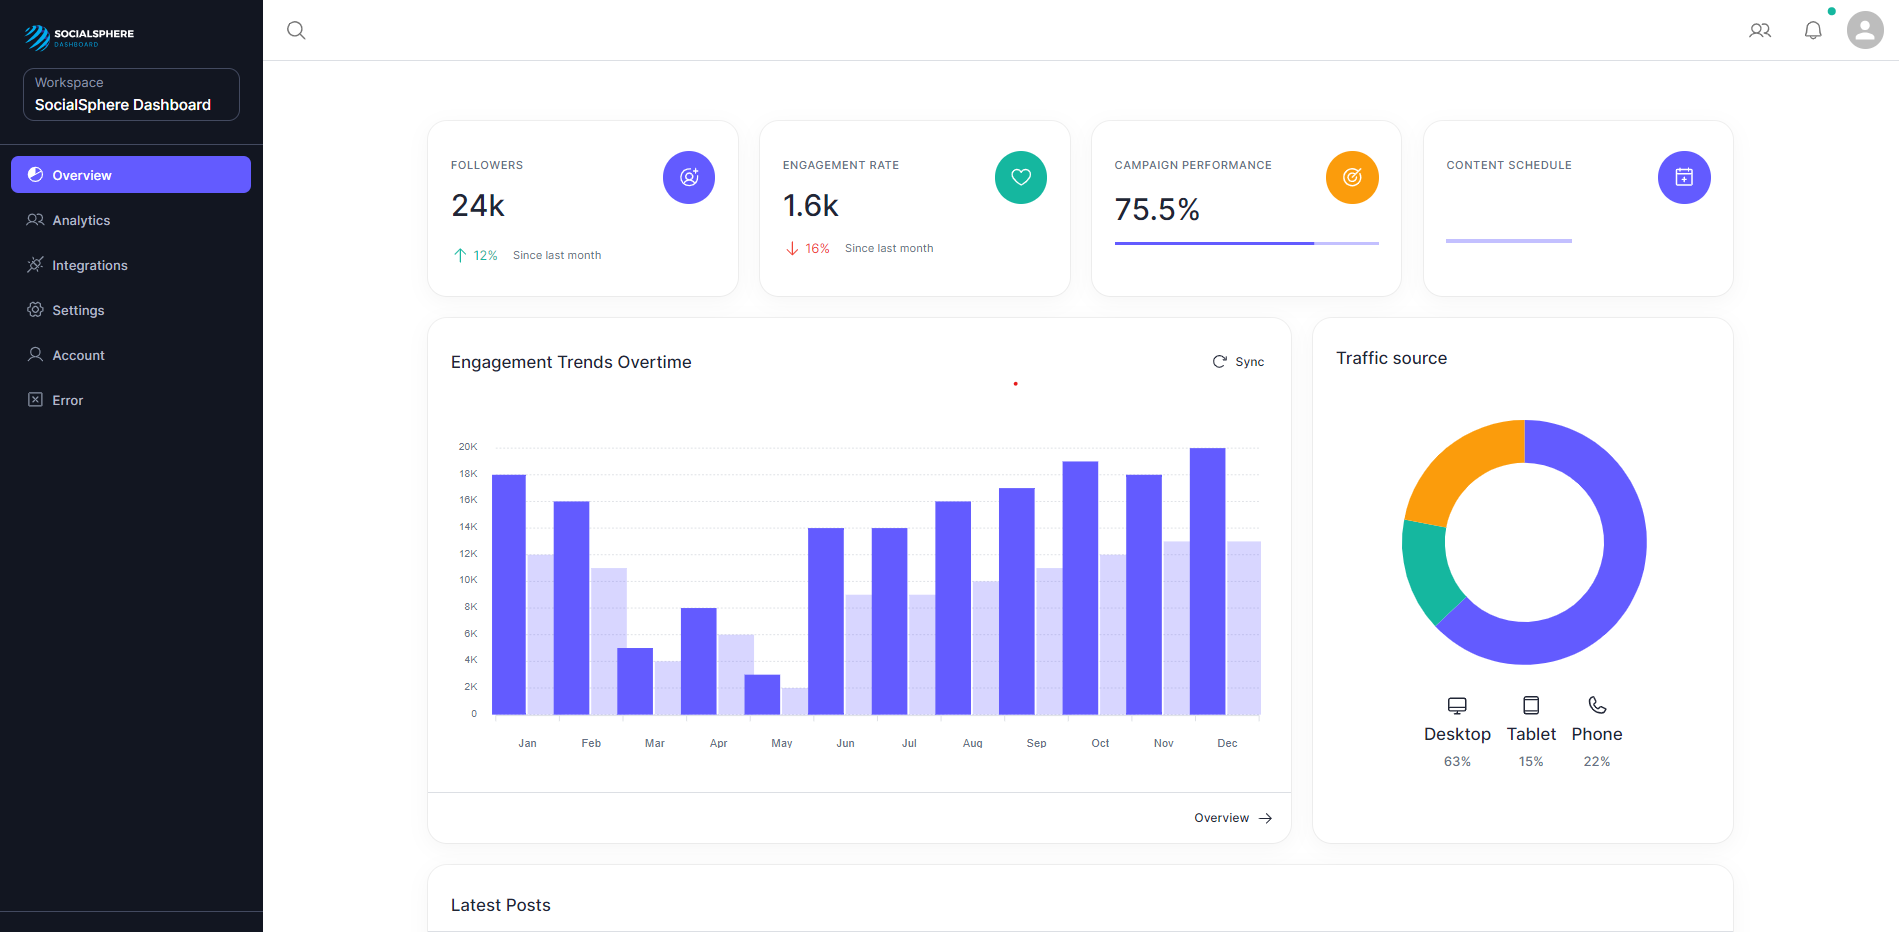 SOCIALSPHERE
DASHBOARD
Workspace
SocialSphere Dashboard
Overview
Analytics
Integrations
Settings
Account
Error
FOLLOWERS
24k
12% Since last month
ENGAGEMENT RATE
1.6k
16% Since last month
CAMPAIGN PERFORMANCE
75.5%
CONTENT SCHEDULE
Engagement Trends Overtime
Sync
20K
18K
16K
14K
12K
10K
8K
6K
4K
2K
0
Jan Feb Mar Apr May Jun Jul Aug Sep Oct Nov Dec
Overview
Traffic source
Desktop Tablet Phone
63% 15% 22%
Latest Posts